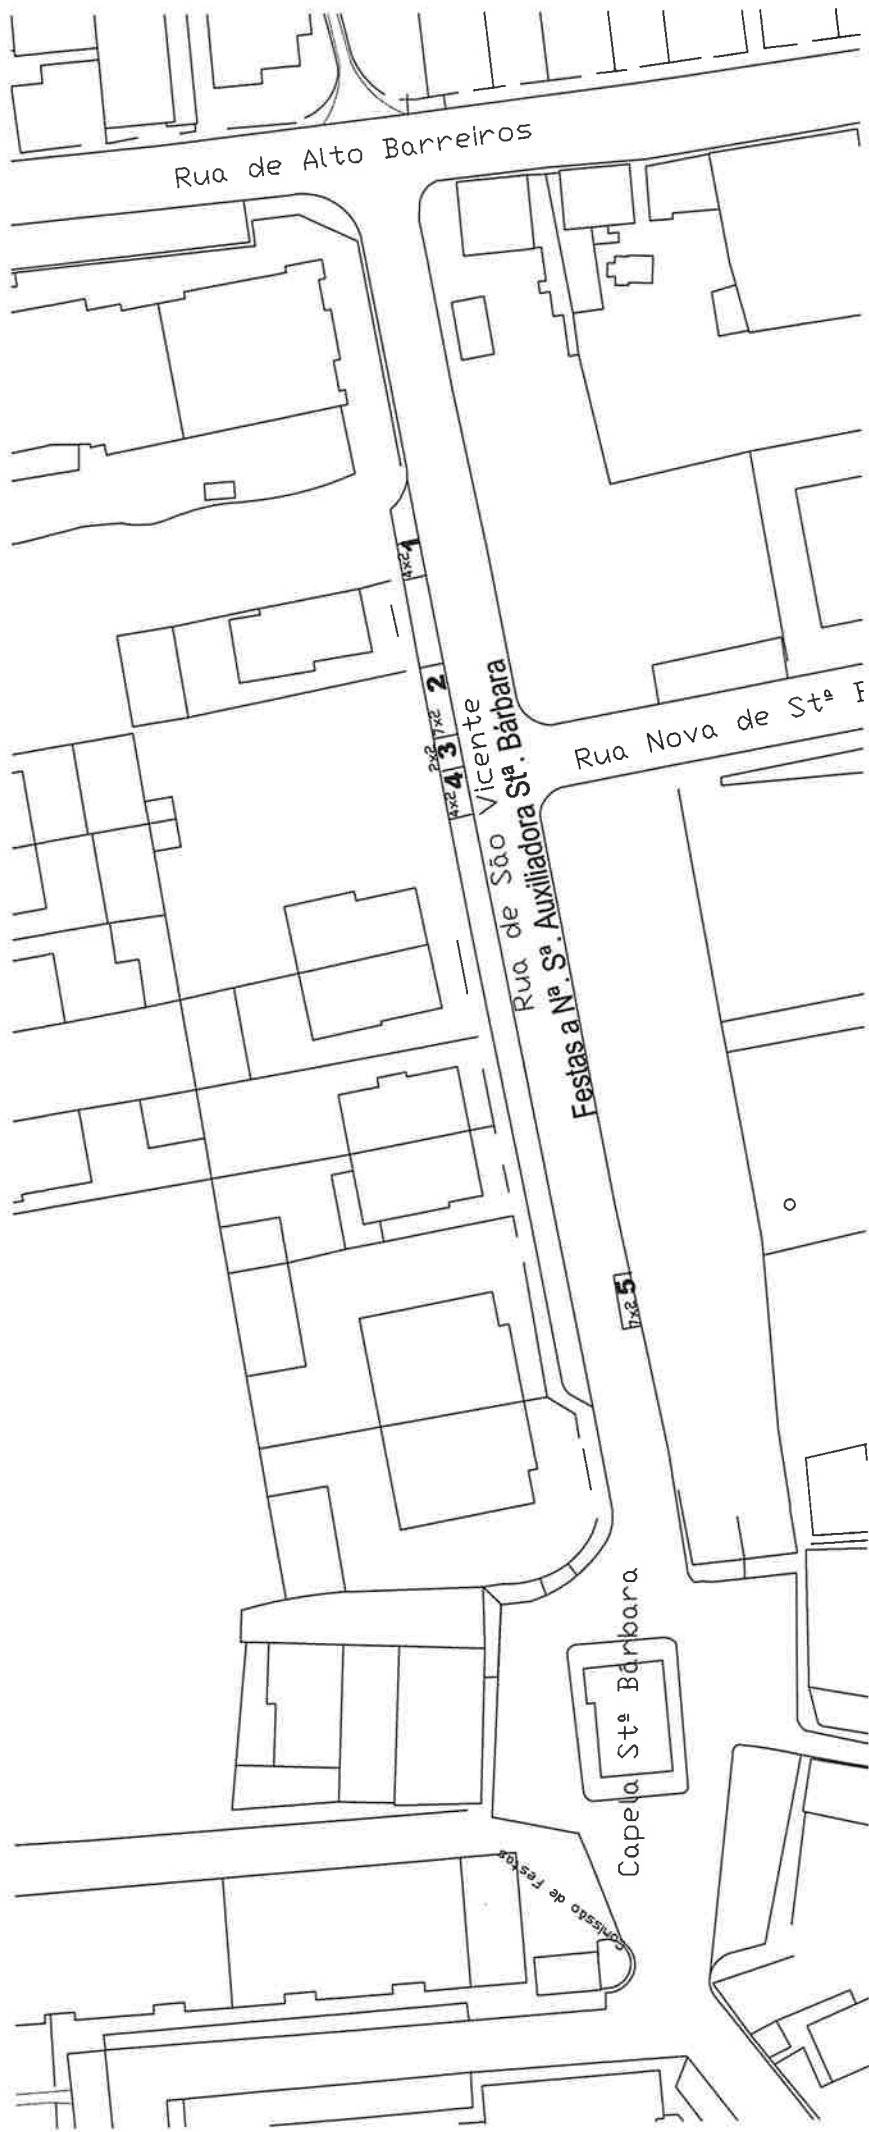 Rua de Alto Barreiros
4x2 1
7x2 2
2x2 3
4x2 4
Rua de São Vicente
Festas a Nª. Sª. Auxiliadora Stª. Bárbara
Rua Nova de Stª
7x2 5
Capela Stª Bárbara
Comissão de Festas